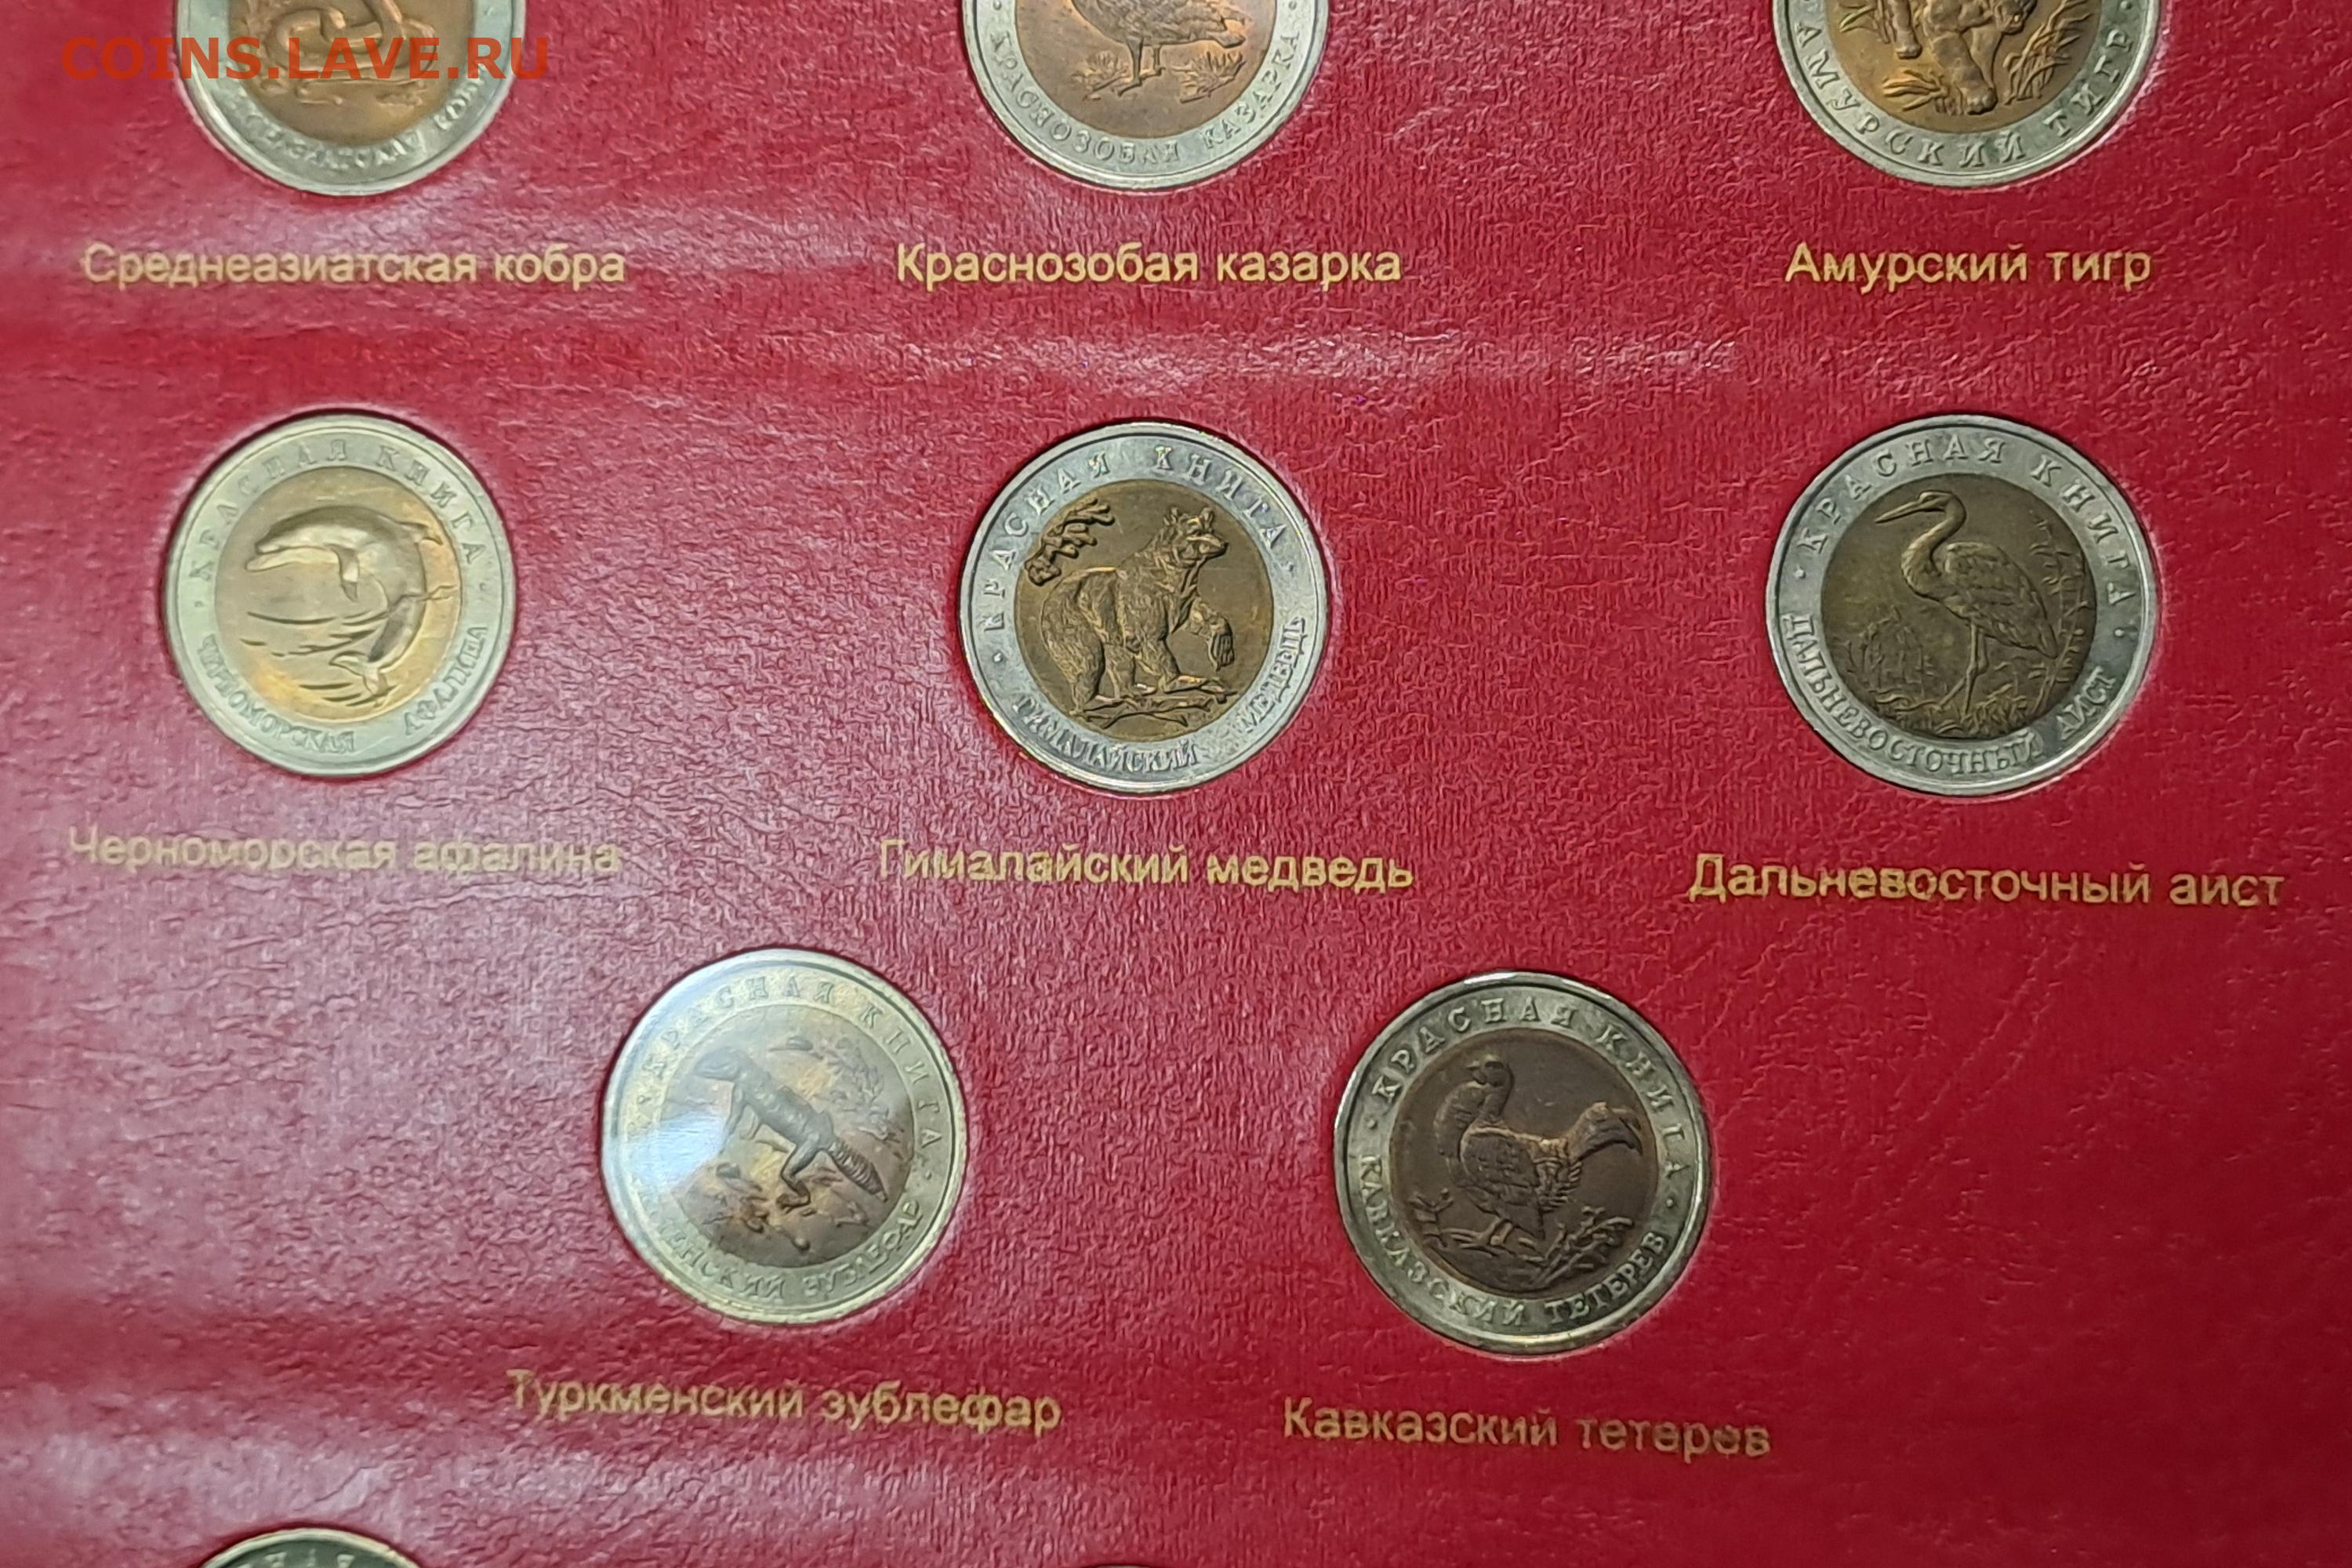 COINS.LAVE.RU
КРАСНОЗОБАЯ КАЗАРКА
АМУРСКИЙ ТИГР
Среднеазиатская кобра
Краснозобая казарка
Амурский тигр
КРАСНАЯ КНИГА
ЧЕРНОМОРСКАЯ АФАЛИНА
КРАСНАЯ КНИГА
ГИМАЛАЙСКИЙ МЕДВЕДЬ
КРАСНАЯ КНИГА
ДАЛЬНЕВОСТОЧНЫЙ АИСТ
Черноморская афалина
Гималайский медведь
Дальневосточный аист
КРАСНАЯ КНИГА
ЗУБЛЕФАР
КРАСНАЯ КНИГА
КАВКАЗСКИЙ ТЕТЕРЕВ
Туркменский зублефар
Кавказский тетерев